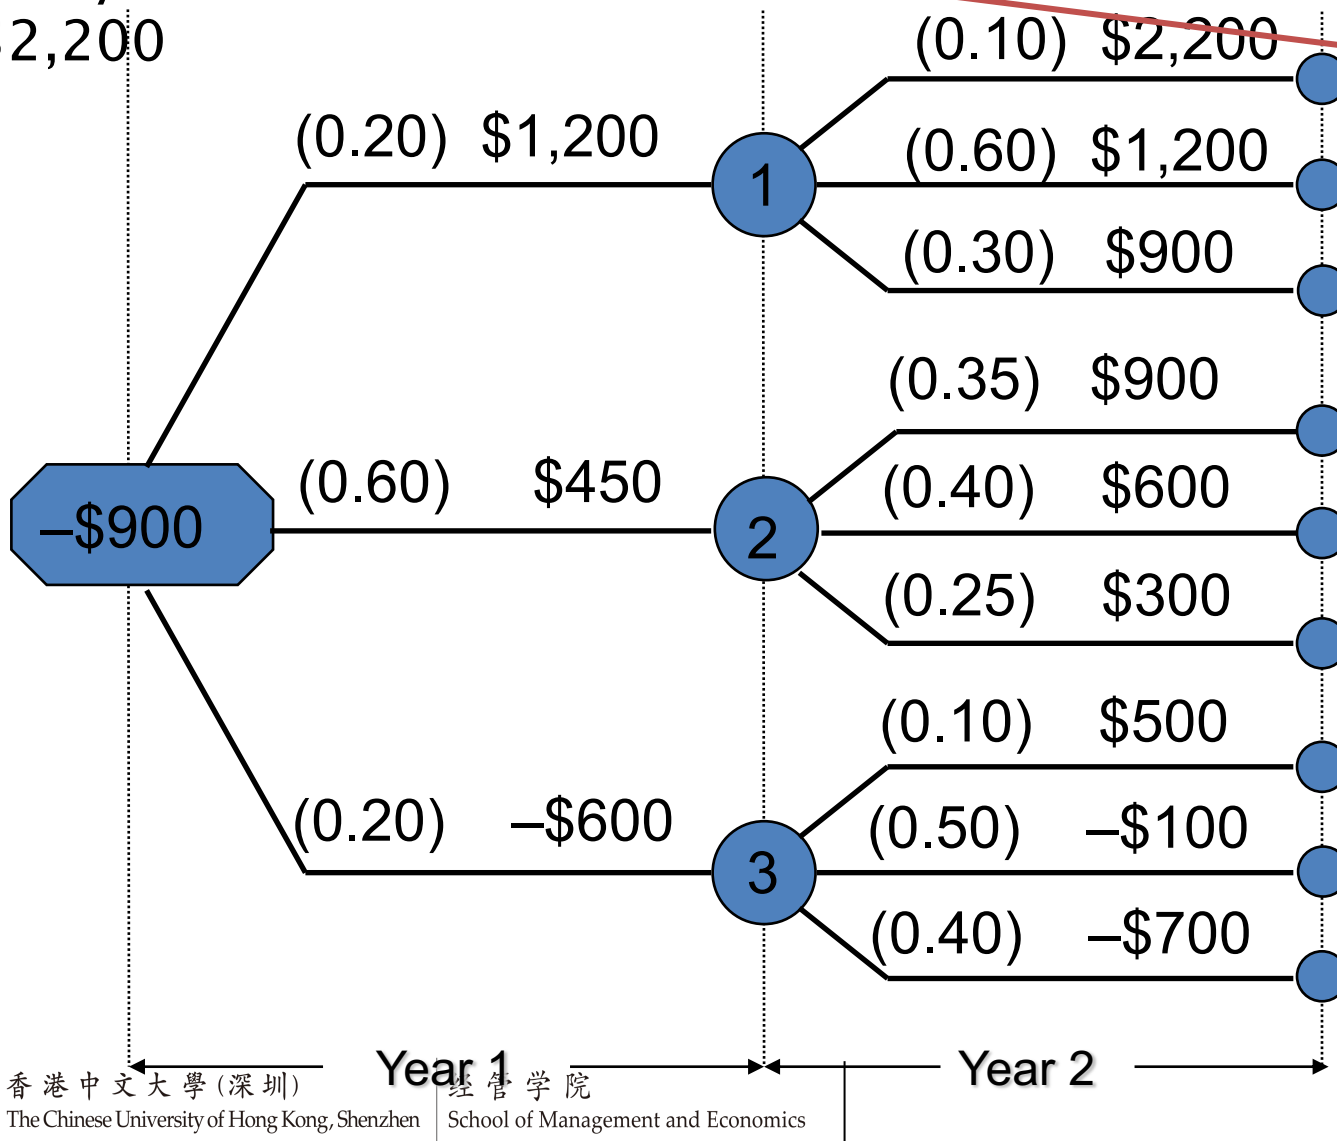 2,200
(0.10) $2,200
(0.20) $1,200
1
(0.60) $1,200
(0.30) $900
(0.35) $900
–$900
(0.60) $450
2
(0.40) $600
(0.25) $300
(0.10) $500
(0.20) –$600
3
(0.50) –$100
(0.40) –$700
Year 1
Year 2
香港中文大學(深圳)
The Chinese University of Hong Kong, Shenzhen
经管学院
School of Management and Economics